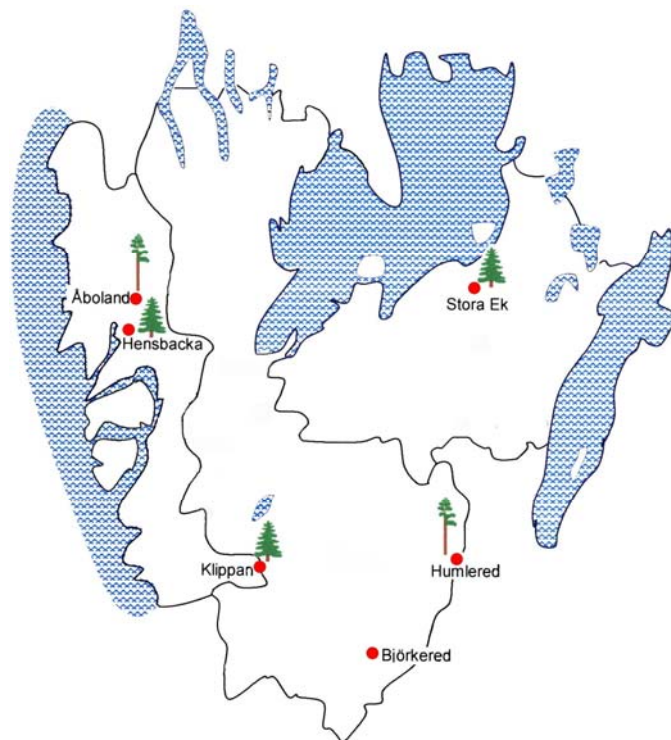 Åboland
Stora Ek
Hensbacka
Klippan
Humlered
Björkered